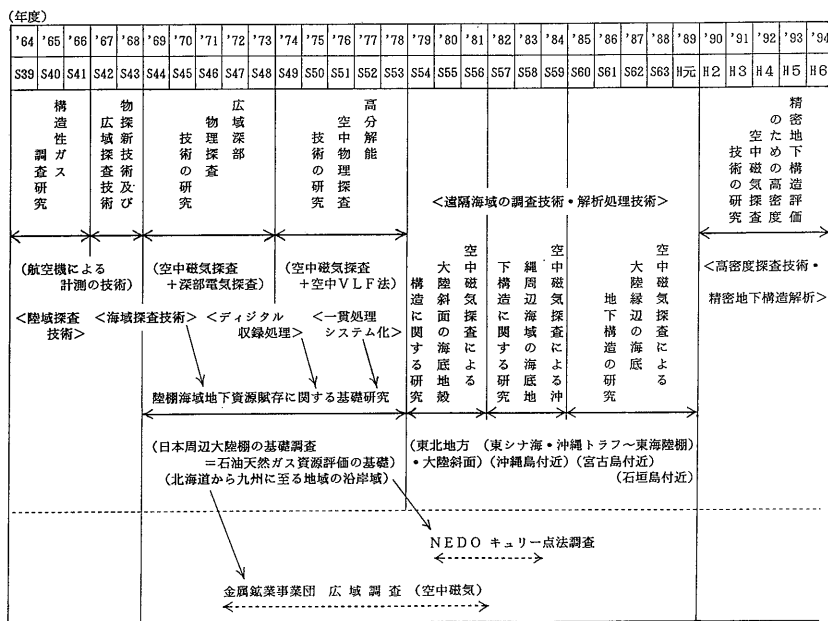 (年度)
'64 '65 '66 '67 '68 '69 '70 '71 '72 '73 '74 '75 '76 '77 '78 '79 '80 '81 '82 '83 '84 '85 '86 '87 '88 '89 '90 '91 '92 '93 '94
S39 S40 S41 S42 S43 S44 S45 S46 S47 S48 S49 S50 S51 S52 S53 S54 S55 S56 S57 S58 S59 S60 S61 S62 S63 H元 H2 H3 H4 H5 H6
構造性ガス
調査研究
物探新技術及び
広域探査技術
広域深部
物理探査
技術の研究
高分解能
空中物理探査
技術の研究
<遠隔海域の調査技術・解析処理技術>
空中磁気探査による
大陸斜面の海底地殻
構造に関する研究
空中磁気探査による沖
縄周辺海域の海底地
下構造に関する研究
空中磁気探査による
大陸縁辺の海底
地下構造の研究
精密地下構造評価
のための高密度
空中磁気探査
技術の研究
(航空機による
計測の技術)
(空中磁気探査
+深部電気探査)
(空中磁気探査
+空中VLF法)
<高密度探査技術・
精密地下構造解析>
<陸域探査
技術>
<海域探査技術>
<ディジタル
収録処理>
<一貫処理
システム化>
陸棚海域地下資源賦存に関する基礎研究
(日本周辺大陸棚の基礎調査
=石油天然ガス資源評価の基礎)
(北海道から九州に至る地域の沿岸域)
(東北地方
・大陸斜面)
(東シナ海・沖縄トラフ~東海陸棚)
(沖縄島付近)
(宮古島付近)
(石垣島付近)
NEDO キュリー点法調査
金属鉱業事業団 広域調査 (空中磁気)